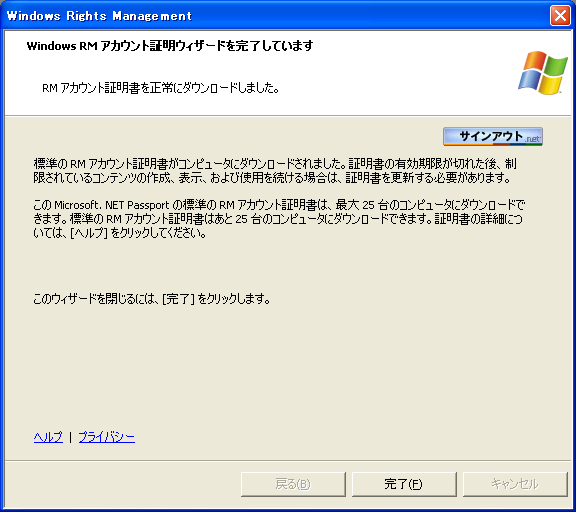 Windows Rights Management
Windows RM アカウント証明ウィザードを完了しています
RM アカウント証明書を正常にダウンロードしました。
サインアウト.net
標準の RM アカウント証明書がコンピュータにダウンロードされました。証明書の有効期限が切れた後、制
限されているコンテンツの作成、表示、および使用を続ける場合は、証明書を更新する必要があります。
この Microsoft. NET Passport の標準の RM アカウント証明書は、最大 25 台のコンピュータにダウンロードで
きます。標準の RM アカウント証明書はあと 25 台のコンピュータにダウンロードできます。証明書の詳細につ
いては、[ヘルプ] をクリックしてください。
このウィザードを閉じるには、[完了] をクリックします。
ヘルプ | プライバシー
戻る(B) 完了(F) キャンセル